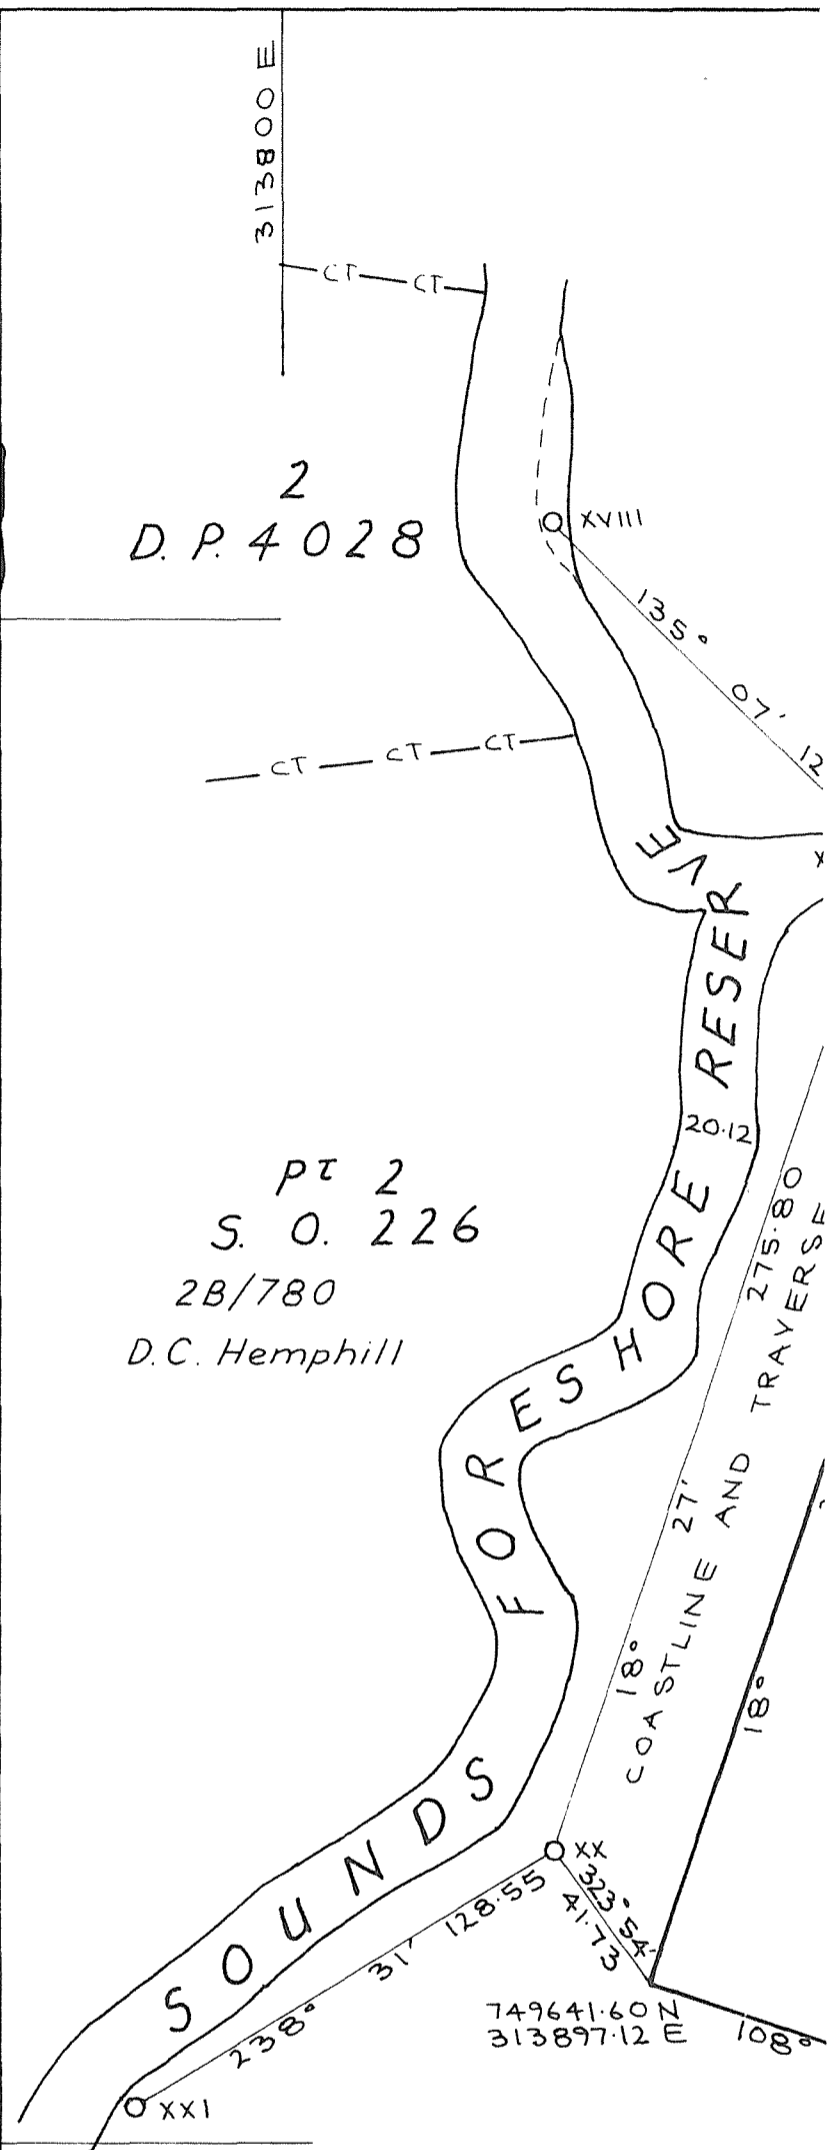 313800 E
CT CT
2
D. P. 4028
XVIII
135° 07' 12
CT CT CT
SOUNDS FORESHORE RESERVE
20·12
PT 2
S. O. 226
2B/780
D.C. Hemphill
18° 27' 275·80
COASTLINE AND TRAVERSE
18°
XX
323° 54'
41·73
238° 31' 128·55
749641·60 N
313897·12 E
108°
XXI